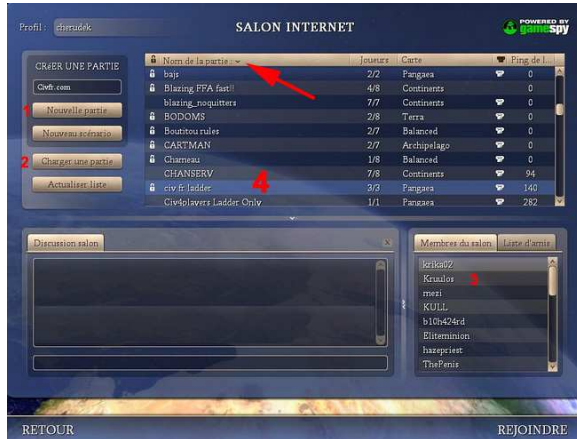 Profil : cherudek
SALON INTERNET
POWERED BY
gamespy
CRéER UNE PARTIE
Civfr.com
1 Nouvelle partie
Nouveau scénario
2 Charger une partie
Actualiser liste
Nom de la partie : Joueurs Carte Ping de l...
bajs 2/2 Pangaea 0
Blazing FFA fast!! 4/8 Continents 0
blazing_noquitters 7/7 Continents 0
BODOMS 2/8 Terra 0
Boutitou rules 2/7 Balanced 0
CARTMAN 2/7 Archipelago 0
Chameau 1/8 Balanced 0
CHANSERV 7/8 Continents 94
civ fr ladder 4 3/3 Pangaea 140
Civ4players Ladder Only 1/1 Pangaea 282
Discussion salon x
Membres du salon Liste d'amis
krika02
Kruulos 3
mezi
KULL
b10h424rd
Eliteminion
hazepriest
ThePenis
RETOUR
REJOINDRE